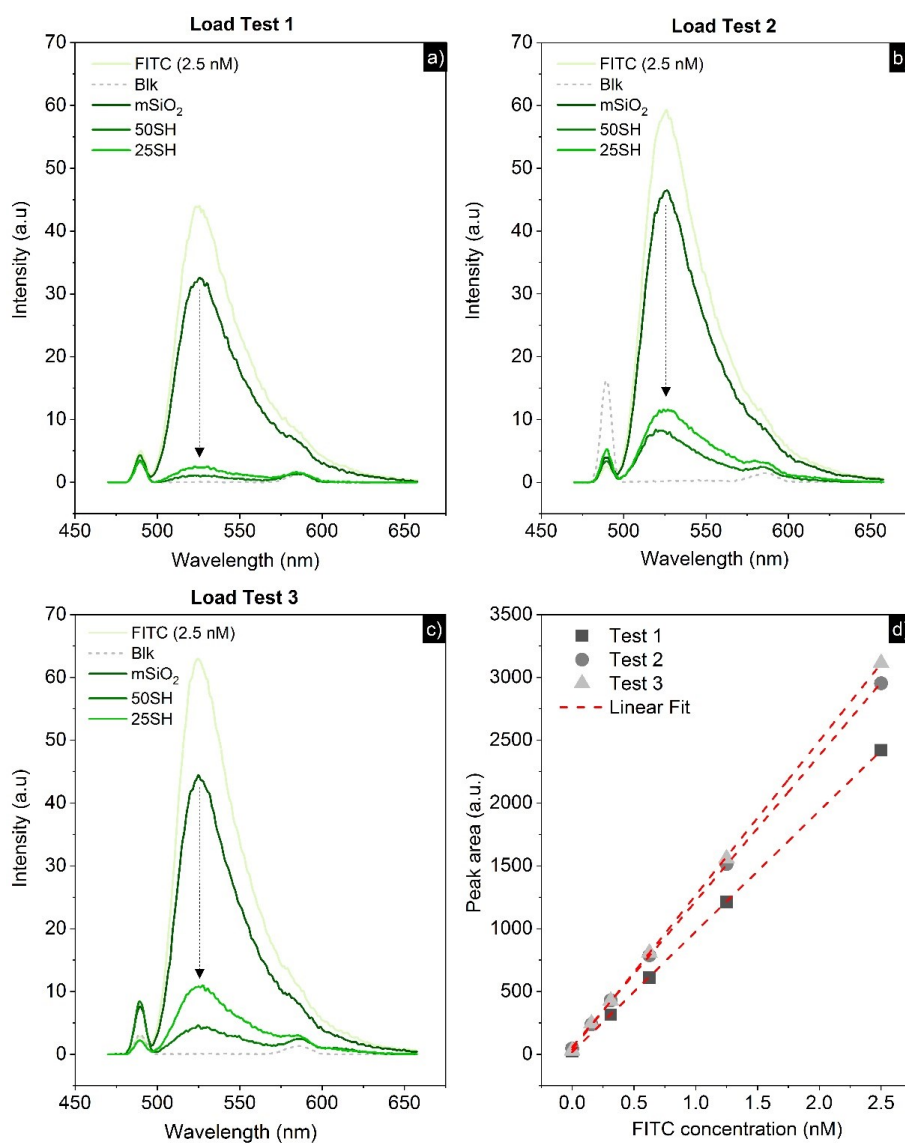 Load Test 1
a)
FITC (2.5 nM)
Blk
mSiO₂
50SH
25SH
70
60
50
40
30
20
10
0
Intensity (a.u)
450 500 550 600 650
Wavelength (nm)
Load Test 2
b)
FITC (2.5 nM)
Blk
mSiO₂
50SH
25SH
70
60
50
40
30
20
10
0
Intensity (a.u)
450 500 550 600 650
Wavelength (nm)
Load Test 3
c)
FITC (2.5 nM)
Blk
mSiO₂
50SH
25SH
70
60
50
40
30
20
10
0
Intensity (a.u)
450 500 550 600 650
Wavelength (nm)
d)
Test 1
Test 2
Test 3
Linear Fit
3500
3000
2500
2000
1500
1000
500
0
Peak area (a.u.)
0.0 0.5 1.0 1.5 2.0 2.5
FITC concentration (nM)